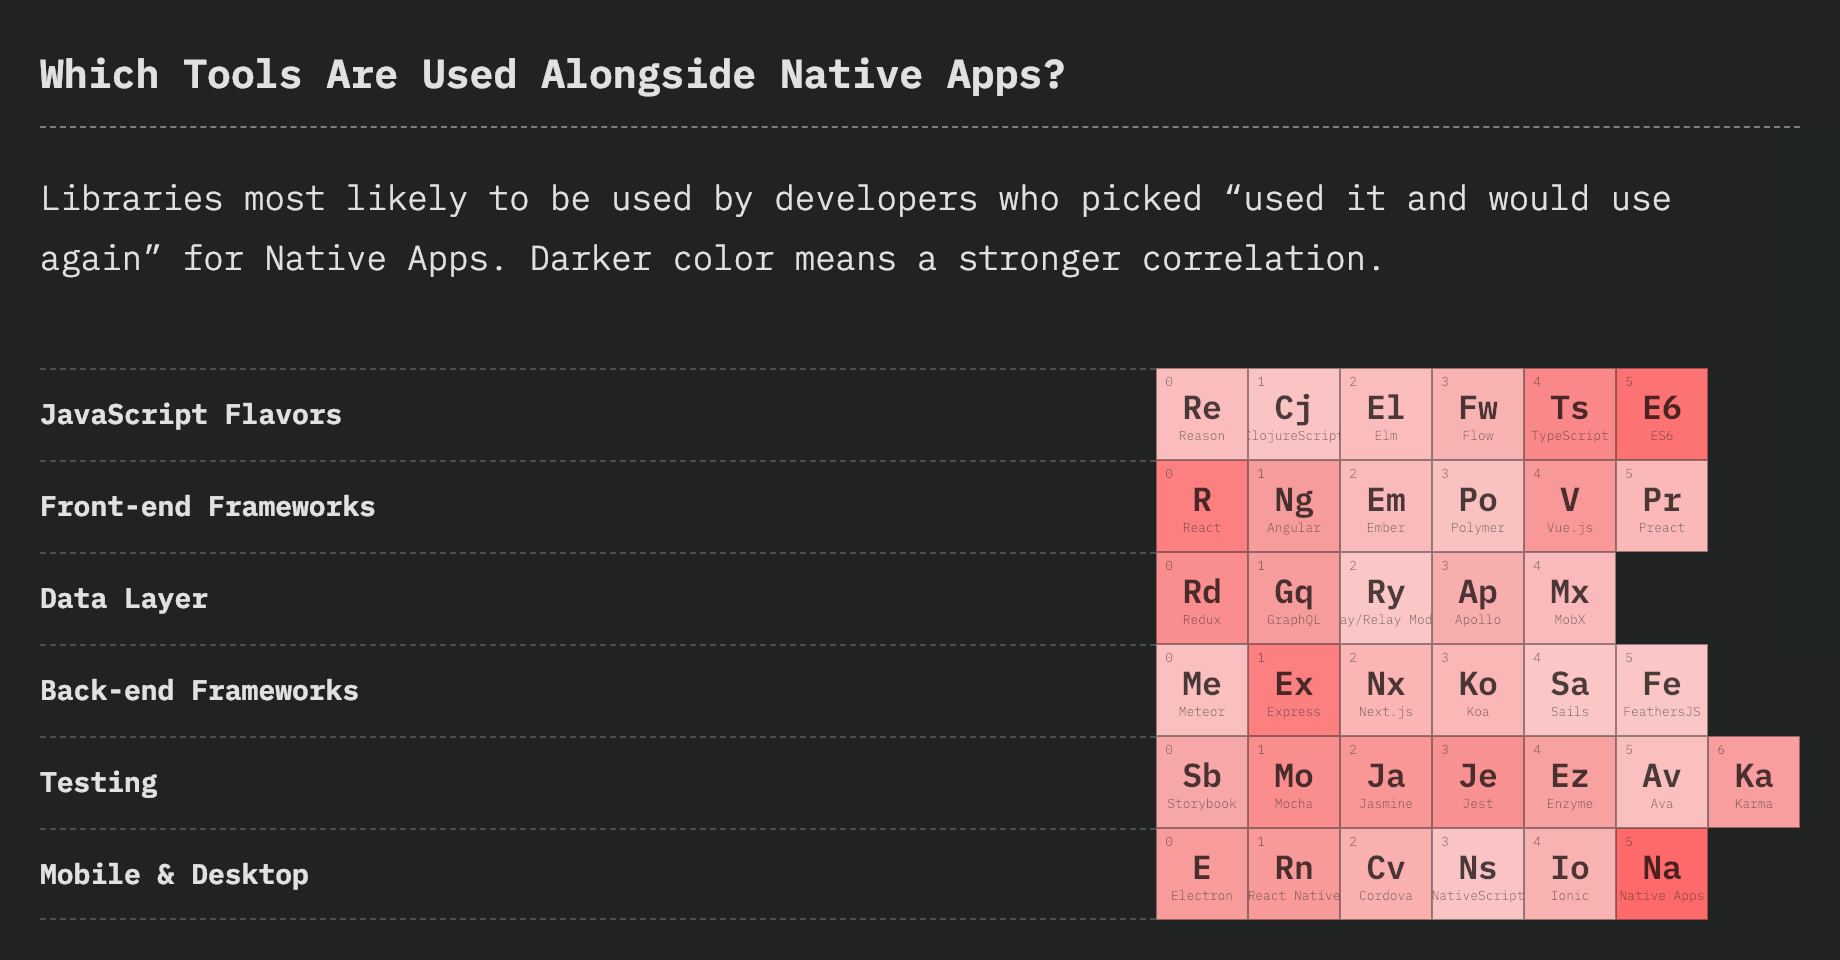 Which Tools Are Used Alongside Native Apps?
Libraries most likely to be used by developers who picked “used it and would use
again” for Native Apps. Darker color means a stronger correlation.
JavaScript Flavors
0 1 2 3 4 5
Re Cj El Fw Ts E6
Reason ClojureScript Elm Flow TypeScript ES6
Front-end Frameworks
0 1 2 3 4 5
R Ng Em Po V Pr
React Angular Ember Polymer Vue.js Preact
Data Layer
0 1 2 3 4
Rd Gq Ry Ap Mx
Redux GraphQL ay/Relay Mod Apollo MobX
Back-end Frameworks
0 1 2 3 4 5
Me Ex Nx Ko Sa Fe
Meteor Express Next.js Koa Sails FeathersJS
Testing
0 1 2 3 4 5 6
Sb Mo Ja Je Ez Av Ka
Storybook Mocha Jasmine Jest Enzyme Ava Karma
Mobile & Desktop
0 1 2 3 4 5
E Rn Cv Ns Io Na
Electron React Native Cordova NativeScript Ionic Native Apps